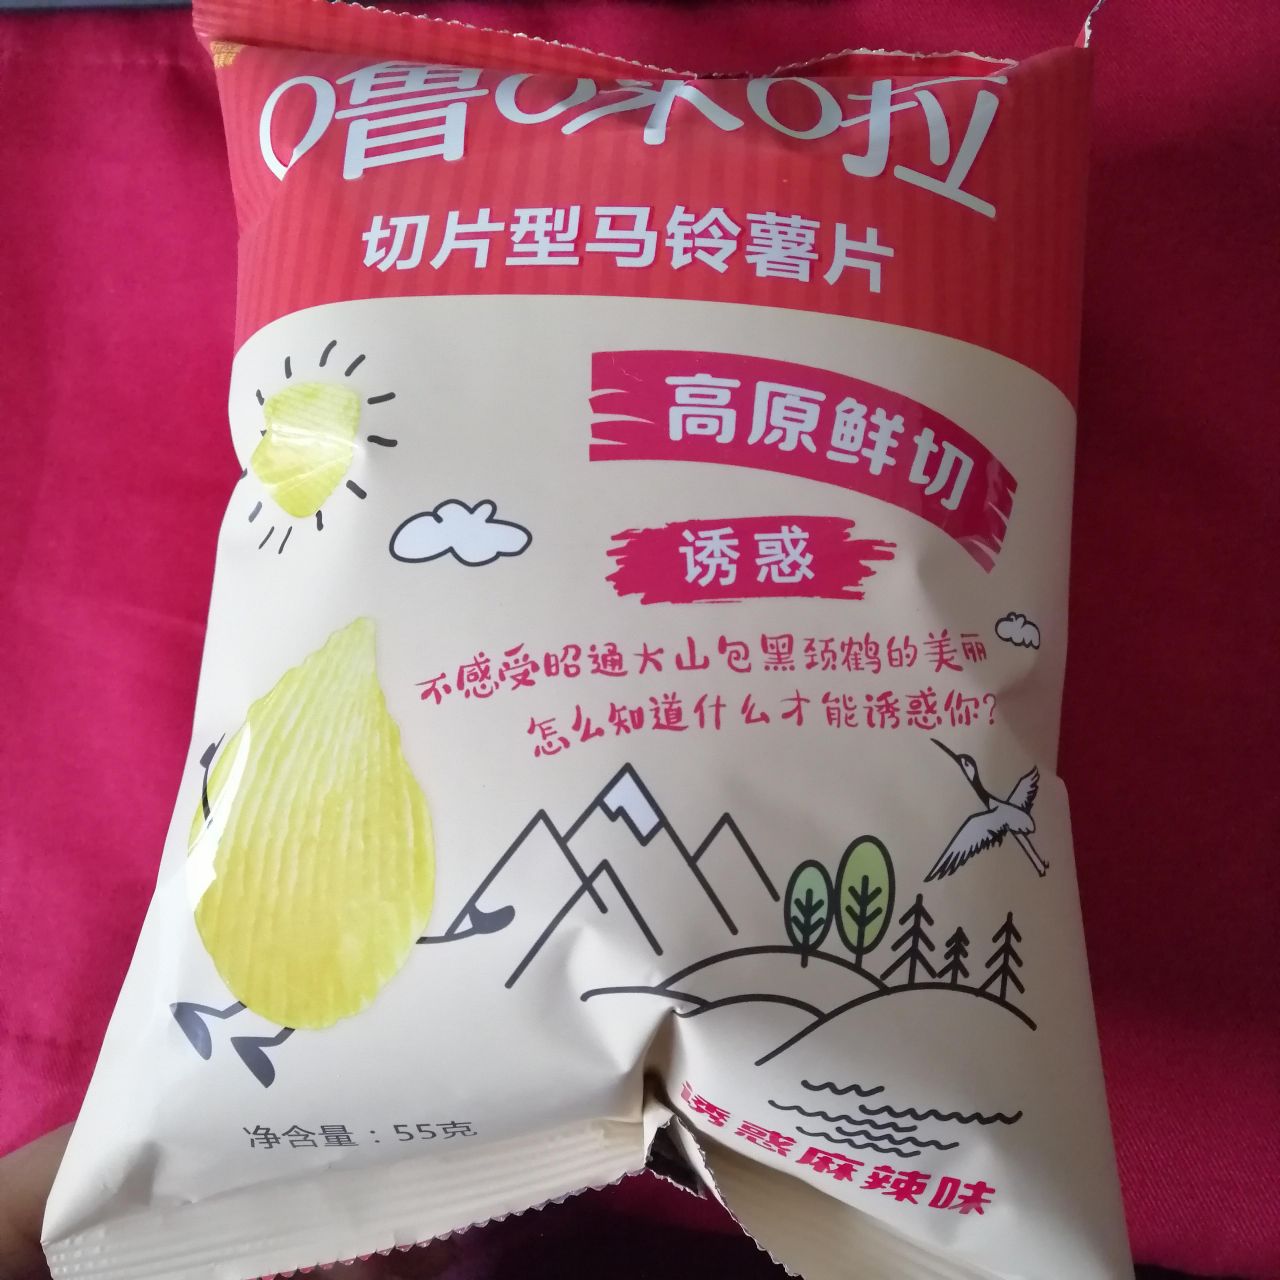 噜咪啦
切片型马铃薯片
高原鲜切
诱惑
不感受昭通大山包黑颈鹤的美丽
怎么知道什么才能诱惑你?
净含量：55克
诱惑麻辣味